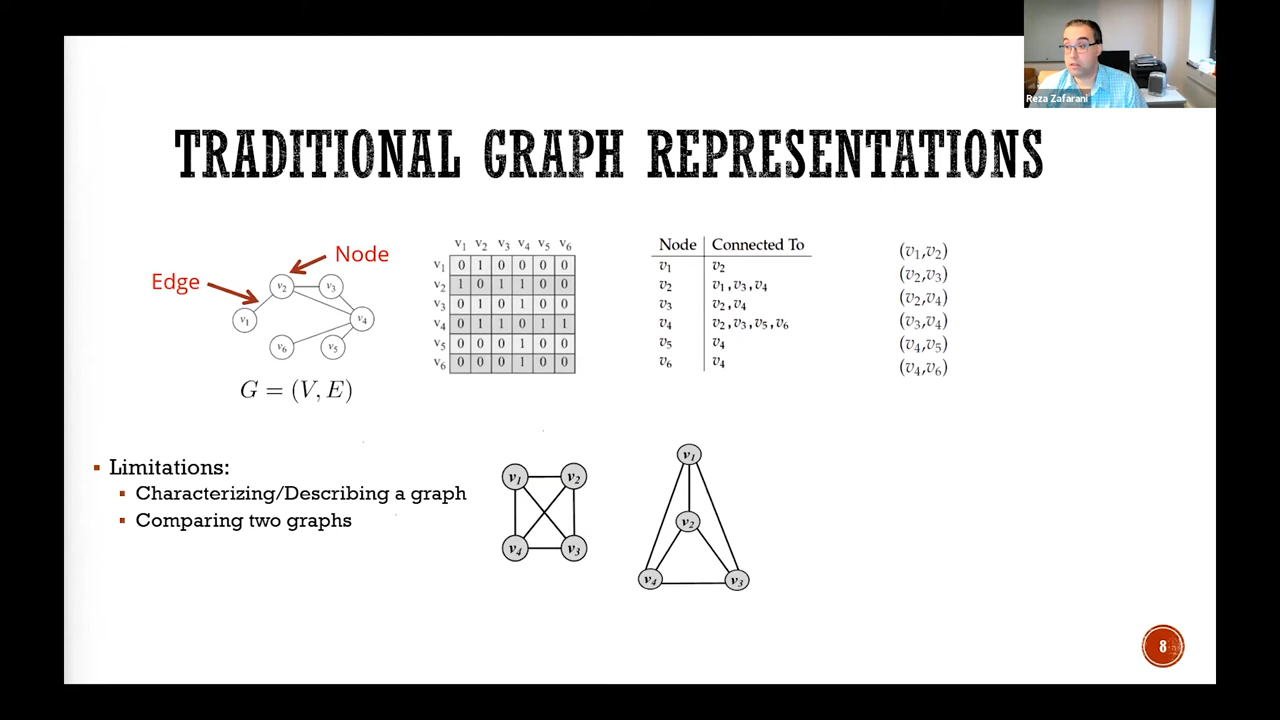 Reza Zafarani
TRADITIONAL GRAPH REPRESENTATIONS
Node
Edge
v2
v3
v1
v4
v6
v5
G = (V, E)
v1 v2 v3 v4 v5 v6
v1 0 1 0 0 0 0
v2 1 0 1 1 0 0
v3 0 1 0 1 0 0
v4 0 1 1 0 1 1
v5 0 0 0 1 0 0
v6 0 0 0 1 0 0
Node Connected To
v1 v2
v2 v1, v3, v4
v3 v2, v4
v4 v2, v3, v5, v6
v5 v4
v6 v4
(v1,v2)
(v2,v3)
(v2,v4)
(v3,v4)
(v4,v5)
(v4,v6)
▪ Limitations:
▪ Characterizing/Describing a graph
▪ Comparing two graphs
v1 v2
v4 v3
v1
v2
v4 v3
8